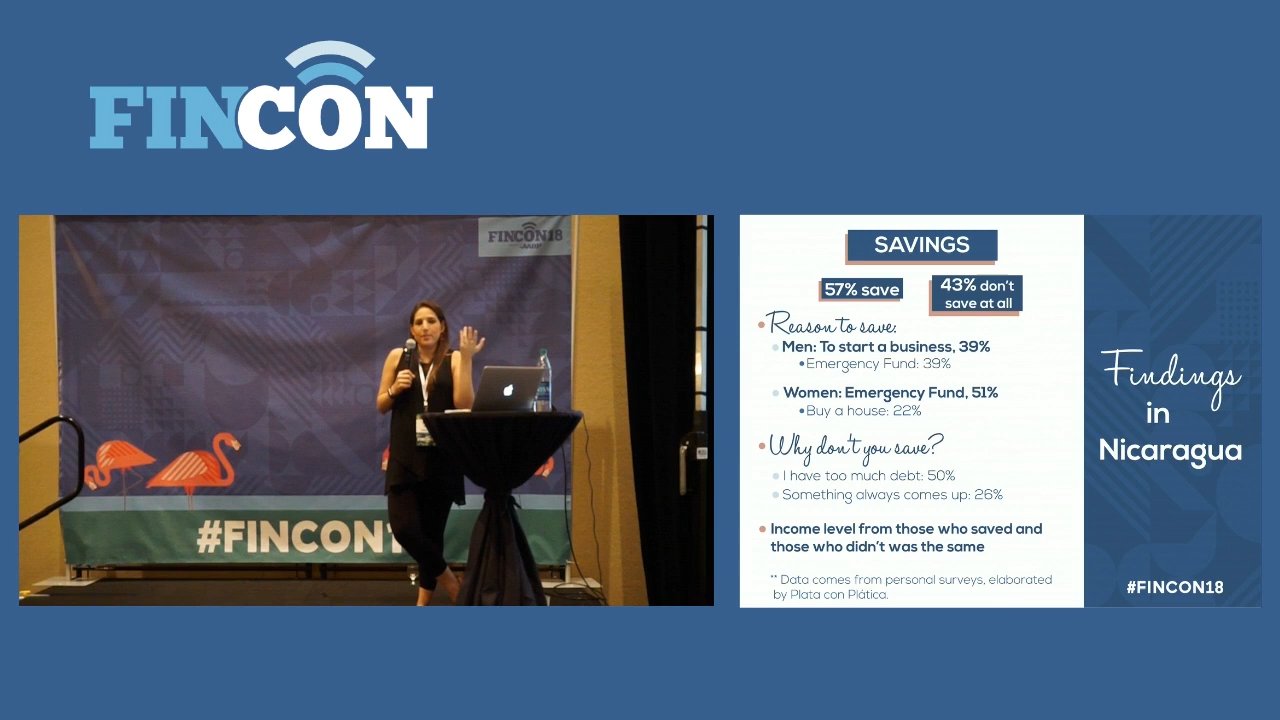 FINCON
FINCON18
#FINCON1
SAVINGS
57% save
43% don't
save at all
Reason to save:
Men: To start a business, 39%
Emergency Fund: 39%
Women: Emergency Fund, 51%
Buy a house: 22%
Why don't you save?
I have too much debt: 50%
Something always comes up: 26%
Income level from those who saved and
those who didn't was the same
** Data comes from personal surveys, elaborated
by Plata con Plática.
Findings
in
Nicaragua
#FINCON18